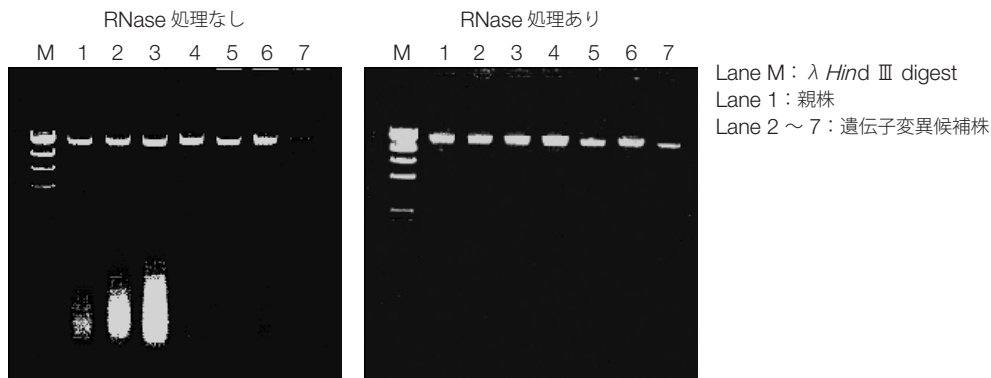 RNase 処理なし
M 1 2 3 4 5 6 7
RNase 処理あり
M 1 2 3 4 5 6 7
Lane M：λ Hind Ⅲ digest
Lane 1：親株
Lane 2 ～ 7：遺伝子変異候補株